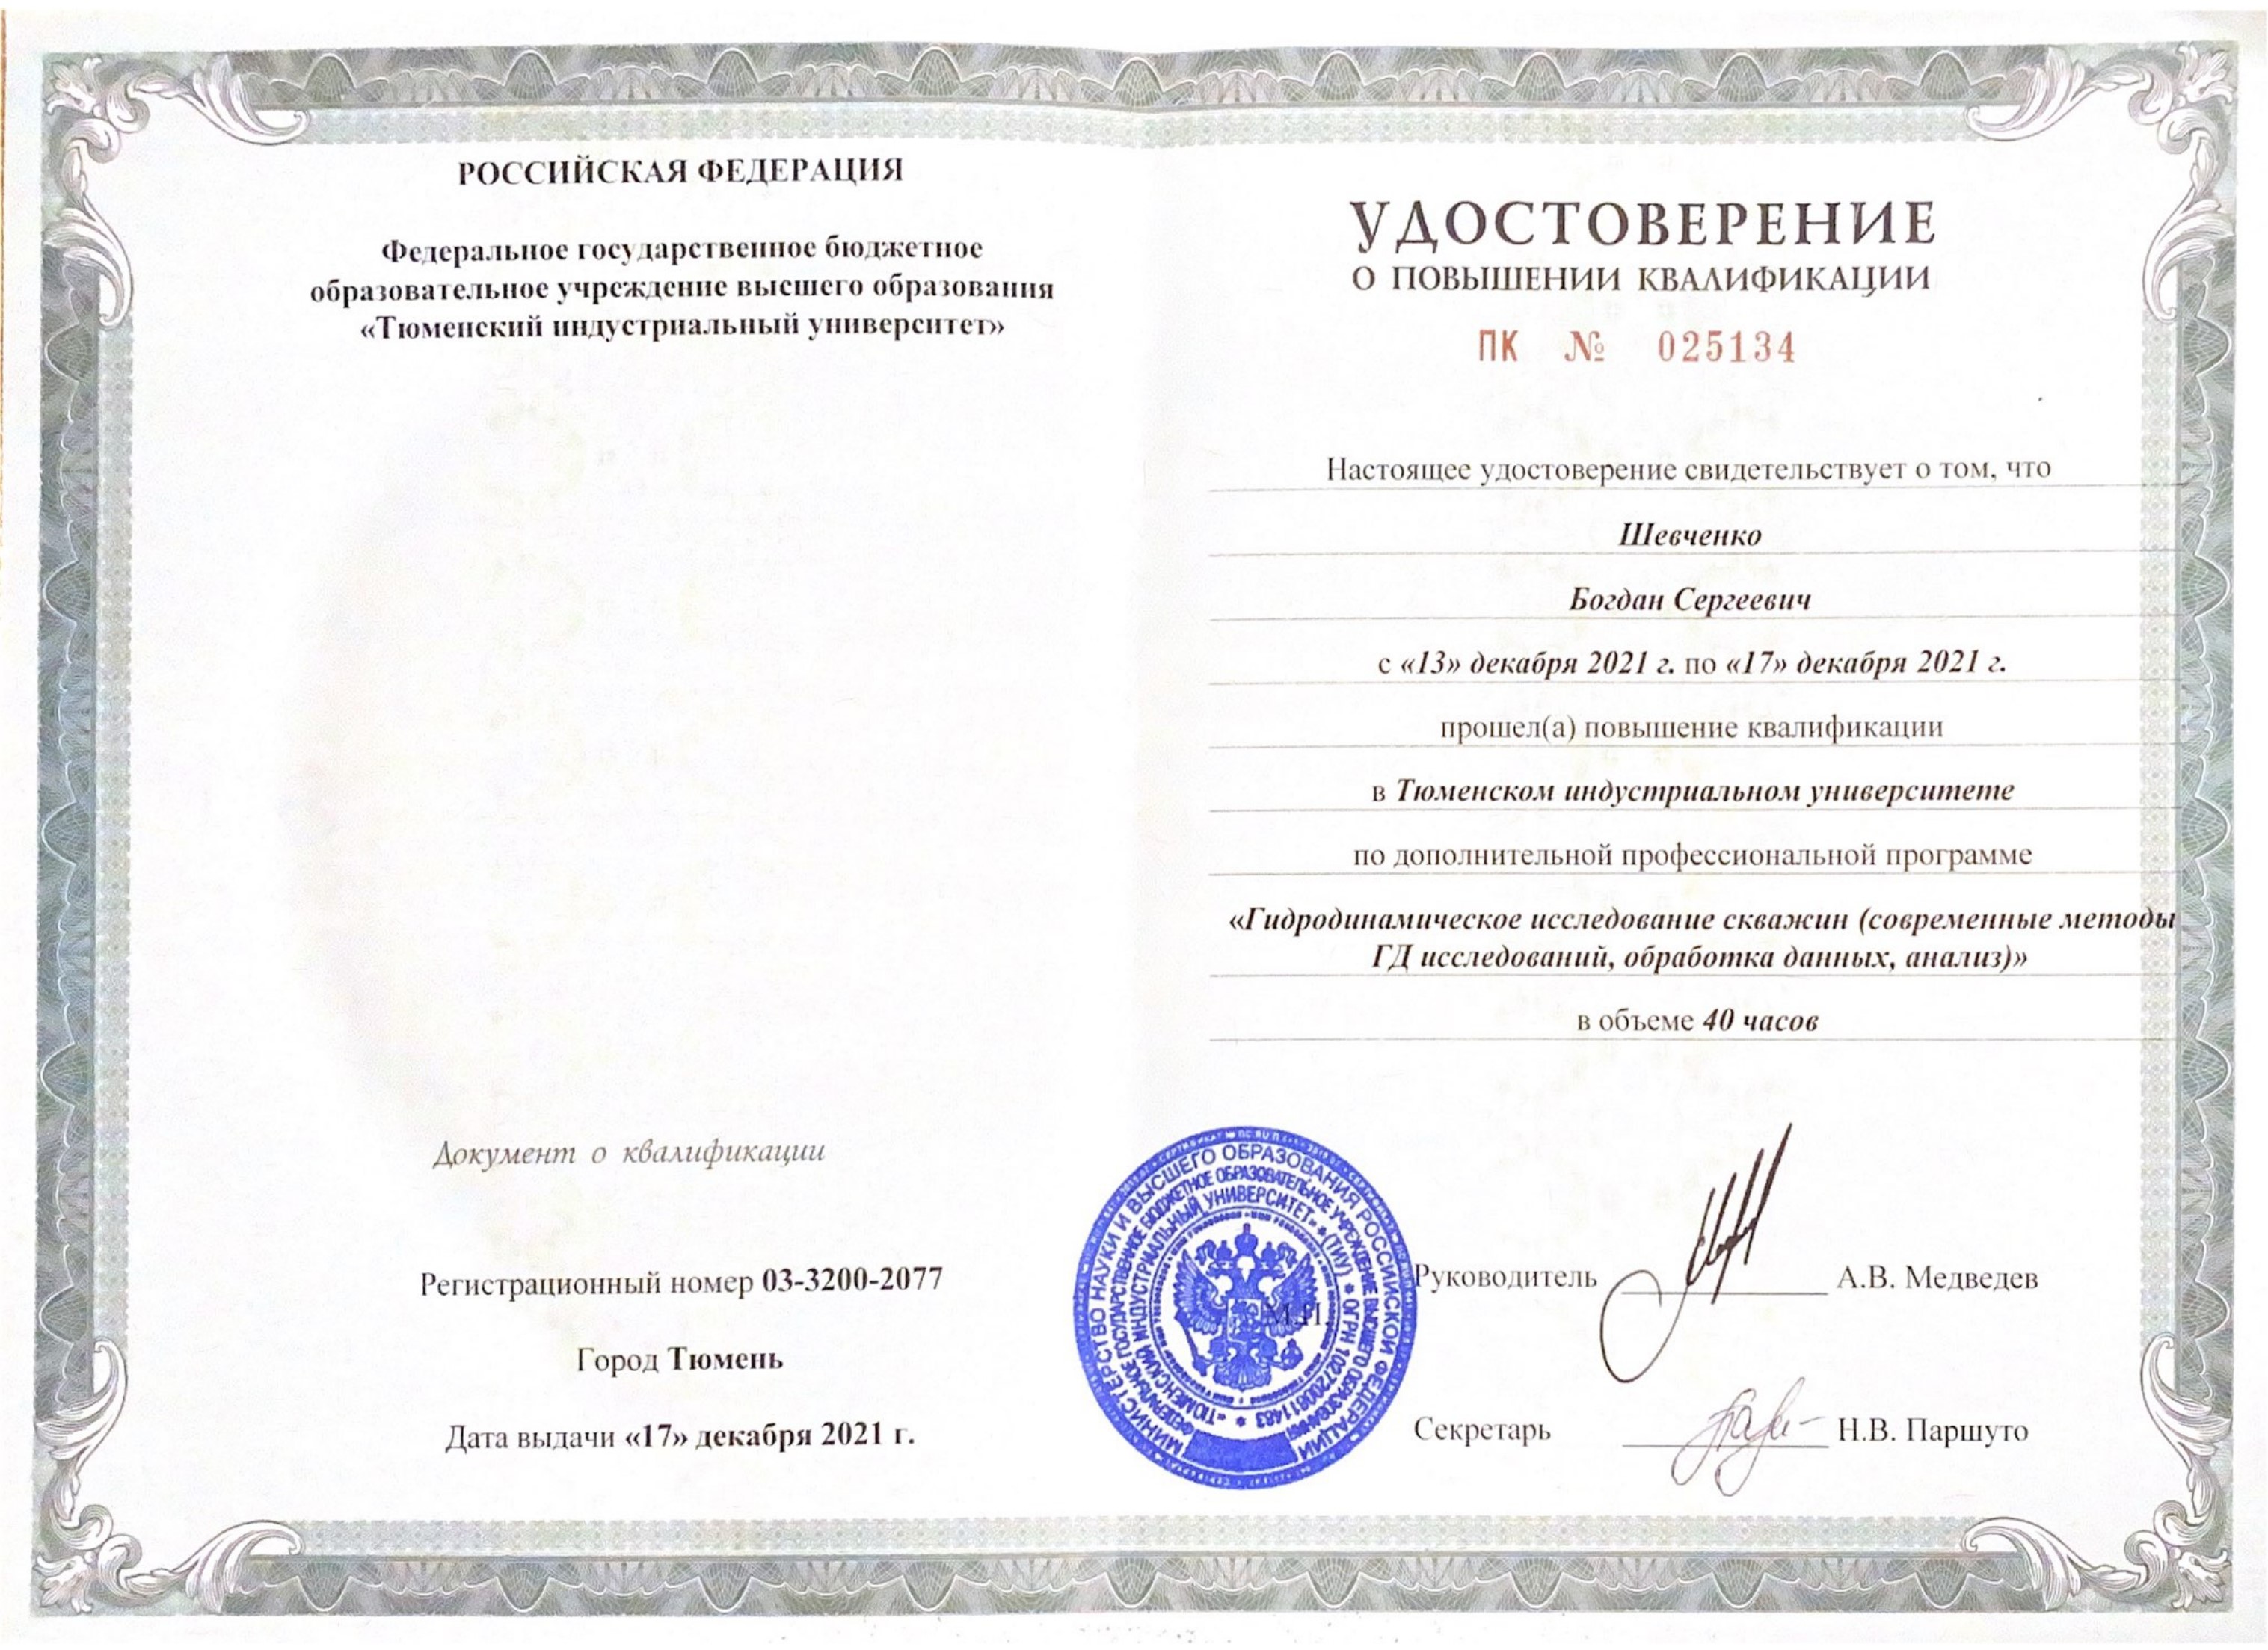 РОССИЙСКАЯ ФЕДЕРАЦИЯ
Федеральное государственное бюджетное
образовательное учреждение высшего образования
«Тюменский индустриальный университет»
Документ о квалификации
Регистрационный номер 03-3200-2077
Город Тюмень
Дата выдачи «17» декабря 2021 г.
УДОСТОВЕРЕНИЕ
О ПОВЫШЕНИИ КВАЛИФИКАЦИИ
ПК № 025134
Настоящее удостоверение свидетельствует о том, что
Шевченко
Богдан Сергеевич
с «13» декабря 2021 г. по «17» декабря 2021 г.
прошел(а) повышение квалификации
в Тюменском индустриальном университете
по дополнительной профессиональной программе
«Гидродинамическое исследование скважин (современные методы
ГД исследований, обработка данных, анализ)»
в объеме 40 часов
Руководитель А.В. Медведев
М.П.
Секретарь Н.В. Паршуто
МИНИСТЕРСТВО НАУКИ И ВЫСШЕГО ОБРАЗОВАНИЯ РОССИЙСКОЙ ФЕДЕРАЦИИ
ФЕДЕРАЛЬНОЕ ГОСУДАРСТВЕННОЕ БЮДЖЕТНОЕ ОБРАЗОВАТЕЛЬНОЕ УЧРЕЖДЕНИЕ ВЫСШЕГО ОБРАЗОВАНИЯ
«ТЮМЕНСКИЙ ИНДУСТРИАЛЬНЫЙ УНИВЕРСИТЕТ» * (ТИУ) * ОГРН 1027200811483 *